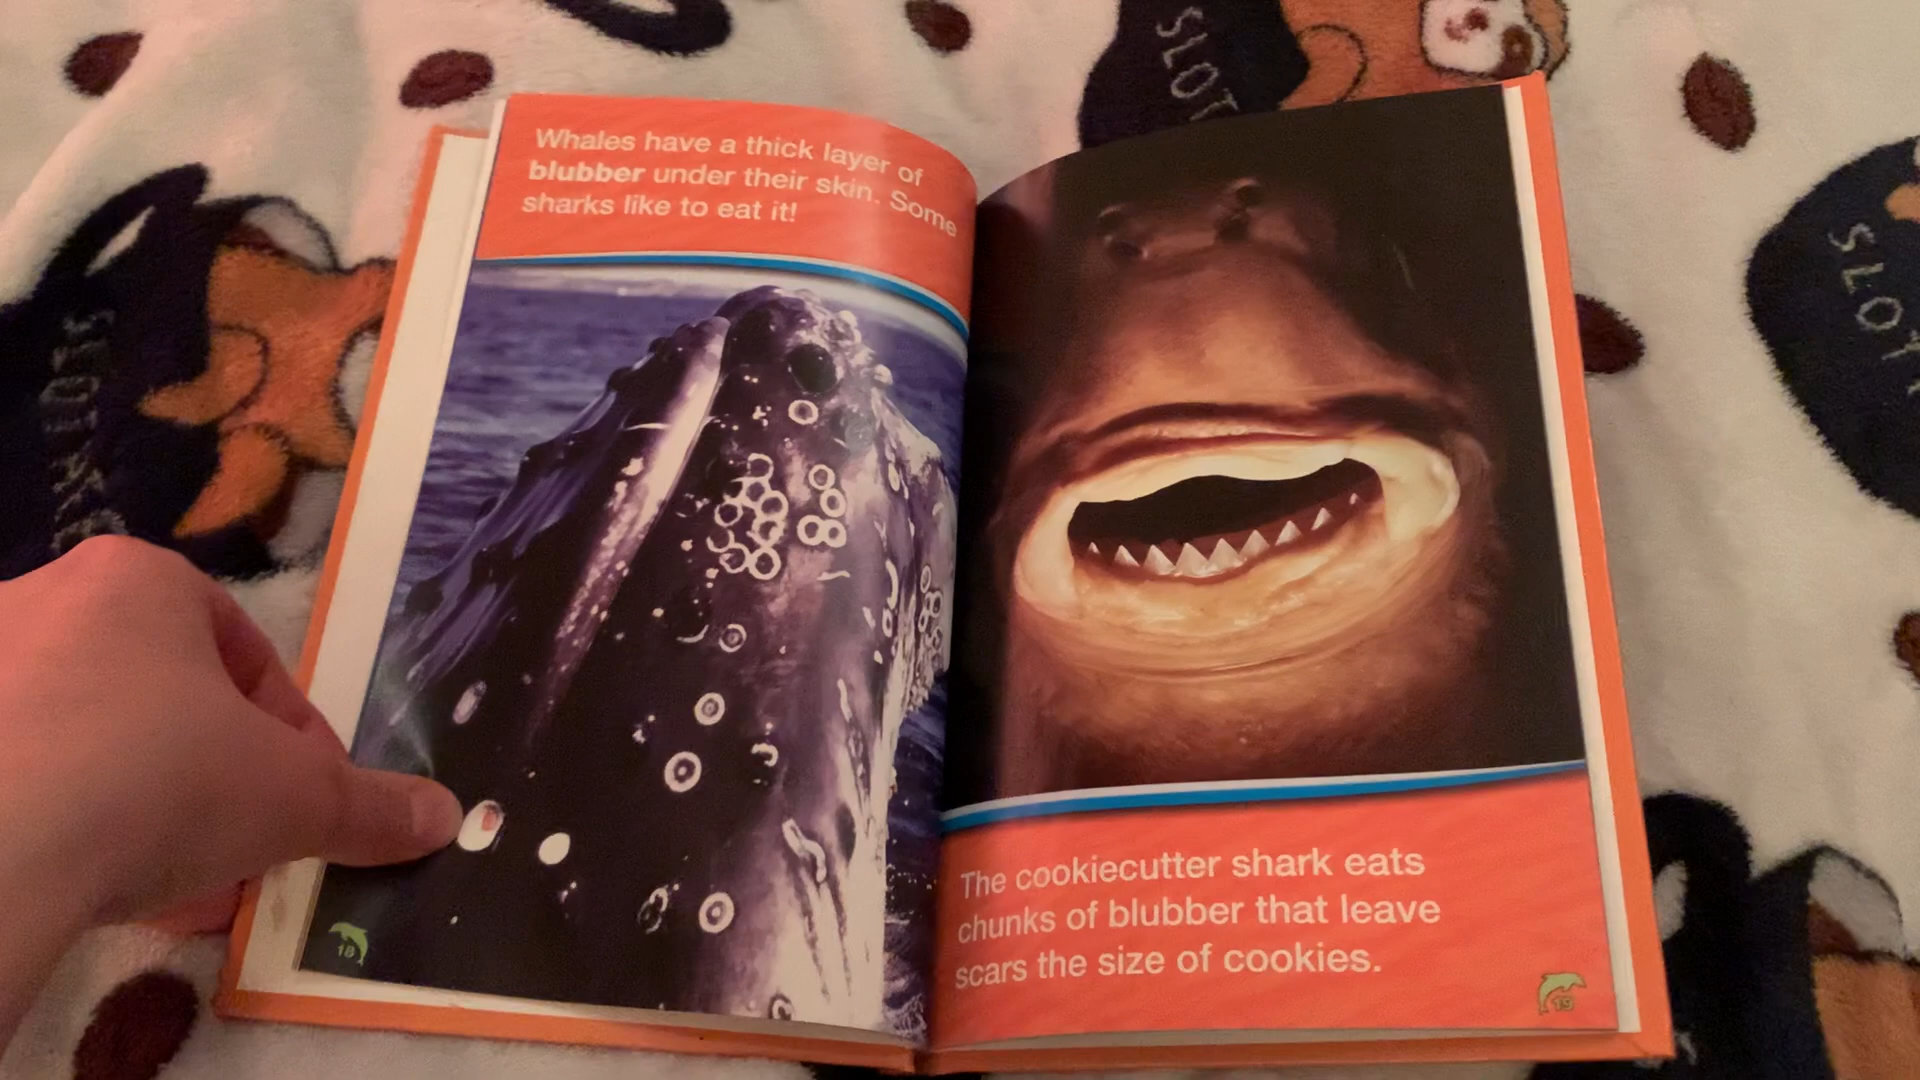 Whales have a thick layer of
blubber under their skin. Some
sharks like to eat it!
18
The cookiecutter shark eats
chunks of blubber that leave
scars the size of cookies.
19
SLOT
SLOT